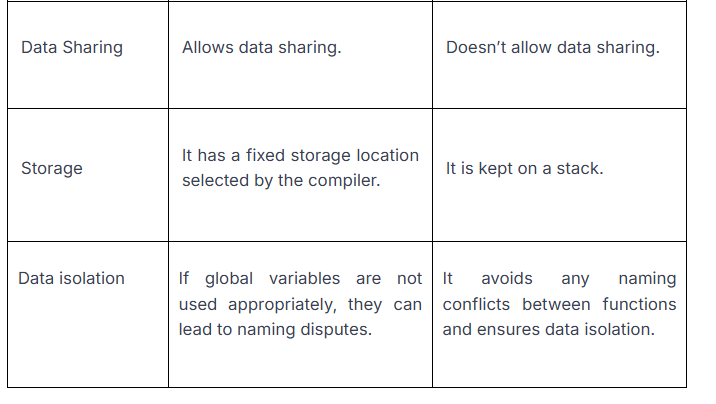 Data Sharing
Allows data sharing.
Doesn’t allow data sharing.
Storage
It has a fixed storage location
selected by the compiler.
It is kept on a stack.
Data isolation
If global variables are not
used appropriately, they can
lead to naming disputes.
It avoids any naming
conflicts between functions
and ensures data isolation.